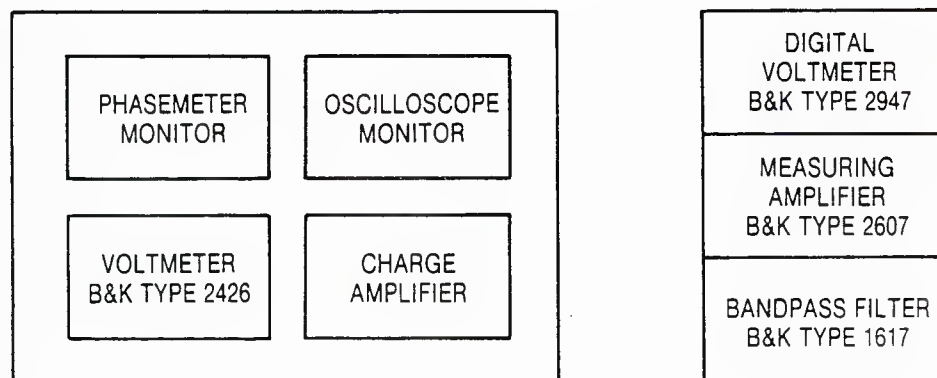 PHASEMETER
MONITOR
OSCILLOSCOPE
MONITOR
VOLTMETER
B&K TYPE 2426
CHARGE
AMPLIFIER
DIGITAL
VOLTMETER
B&K TYPE 2947
MEASURING
AMPLIFIER
B&K TYPE 2607
BANDPASS FILTER
B&K TYPE 1617